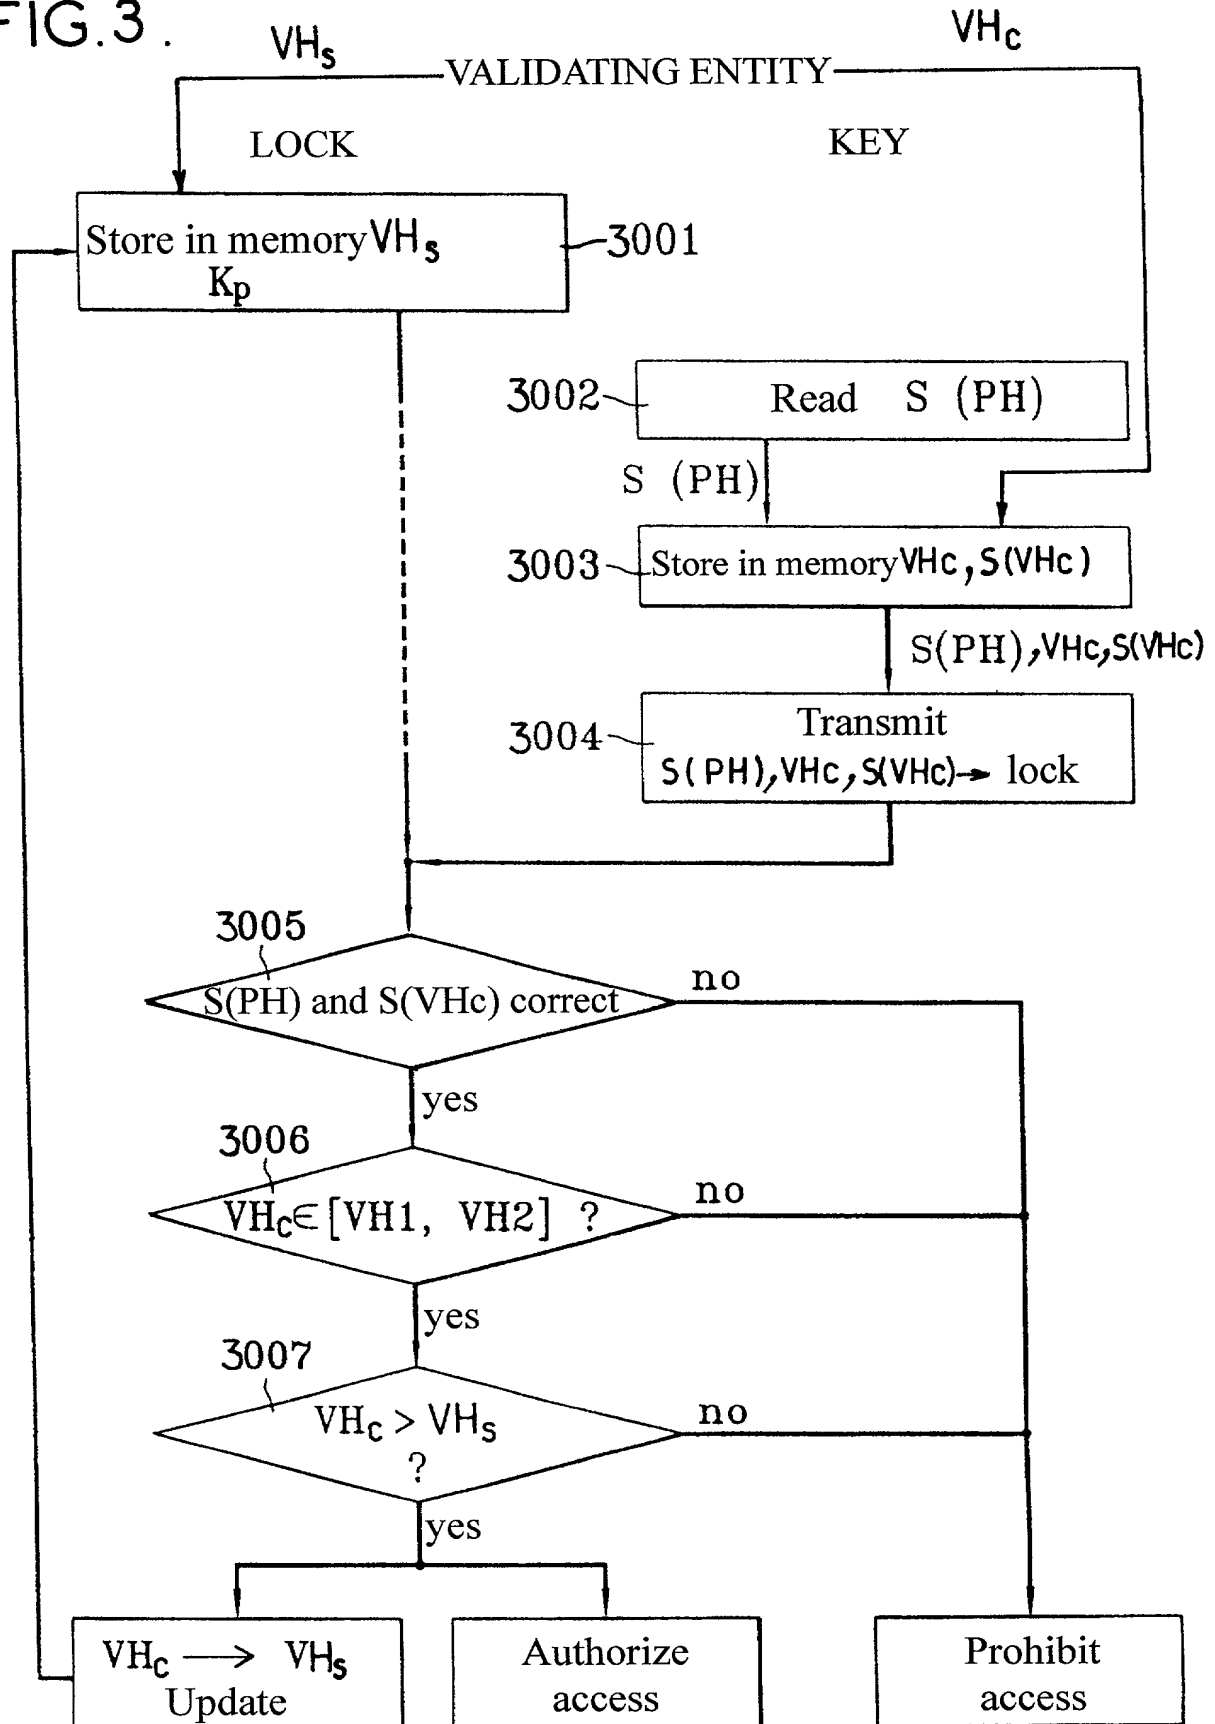 FIG.3.
VHs
VHc
VALIDATING ENTITY
LOCK
KEY
Store in memory VHs
Kp
3001
3002
Read S (PH)
S (PH)
3003
Store in memory VHc, S(VHc)
S(PH), VHc, S(VHc)
3004
Transmit
S(PH), VHc, S(VHc)→ lock
3005
S(PH) and S(VHc) correct
no
yes
3006
VHc∈[VH1, VH2] ?
no
yes
3007
VHc > VHs
?
no
yes
VHc → VHs
Update
Authorize
access
Prohibit
access